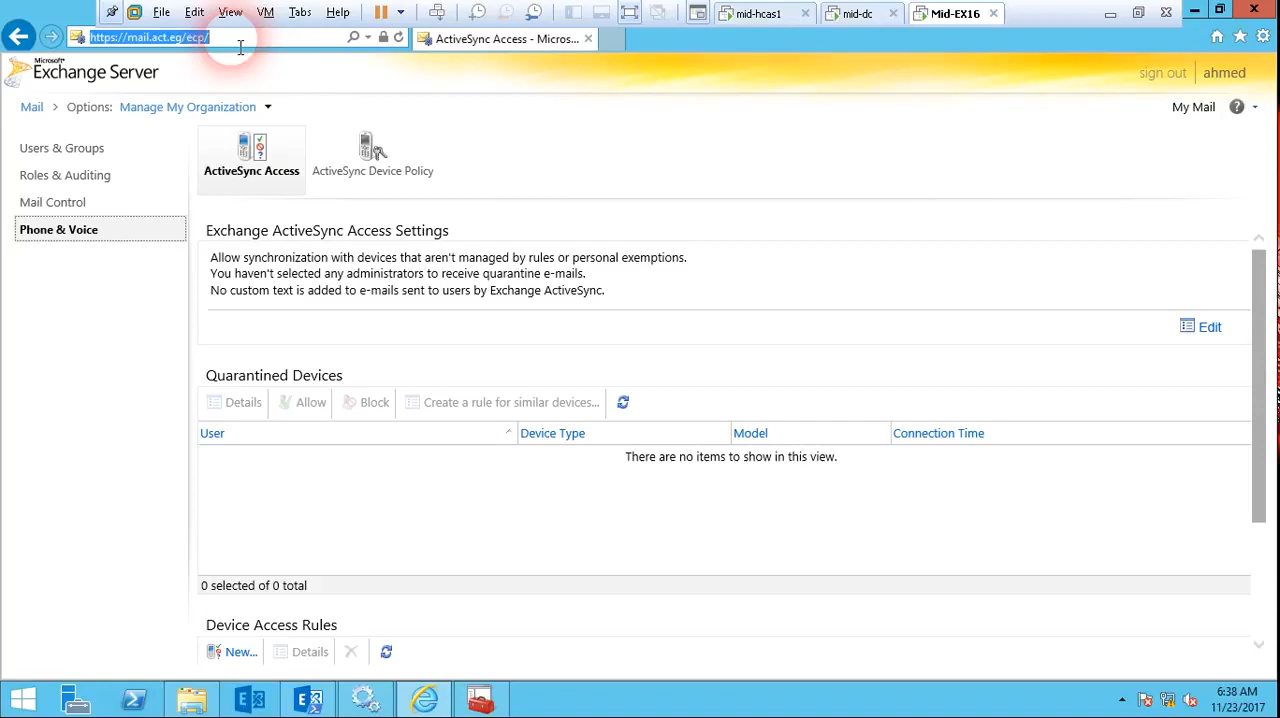 File Edit View VM Tabs Help mid-hcas1 mid-dc Mid-EX16
https://mail.act.eg/ecp/ ActiveSync Access - Micros...
Microsoft® Exchange Server sign out ahmed
Mail Options: Manage My Organization My Mail
Users & Groups
Roles & Auditing
Mail Control
Phone & Voice
ActiveSync Access ActiveSync Device Policy
Exchange ActiveSync Access Settings
Allow synchronization with devices that aren't managed by rules or personal exemptions.
You haven't selected any administrators to receive quarantine e-mails.
No custom text is added to e-mails sent to users by Exchange ActiveSync.
Edit
Quarantined Devices
Details Allow Block Create a rule for similar devices...
User Device Type Model Connection Time
There are no items to show in this view.
0 selected of 0 total
Device Access Rules
New... Details
6:38 AM
11/23/2017